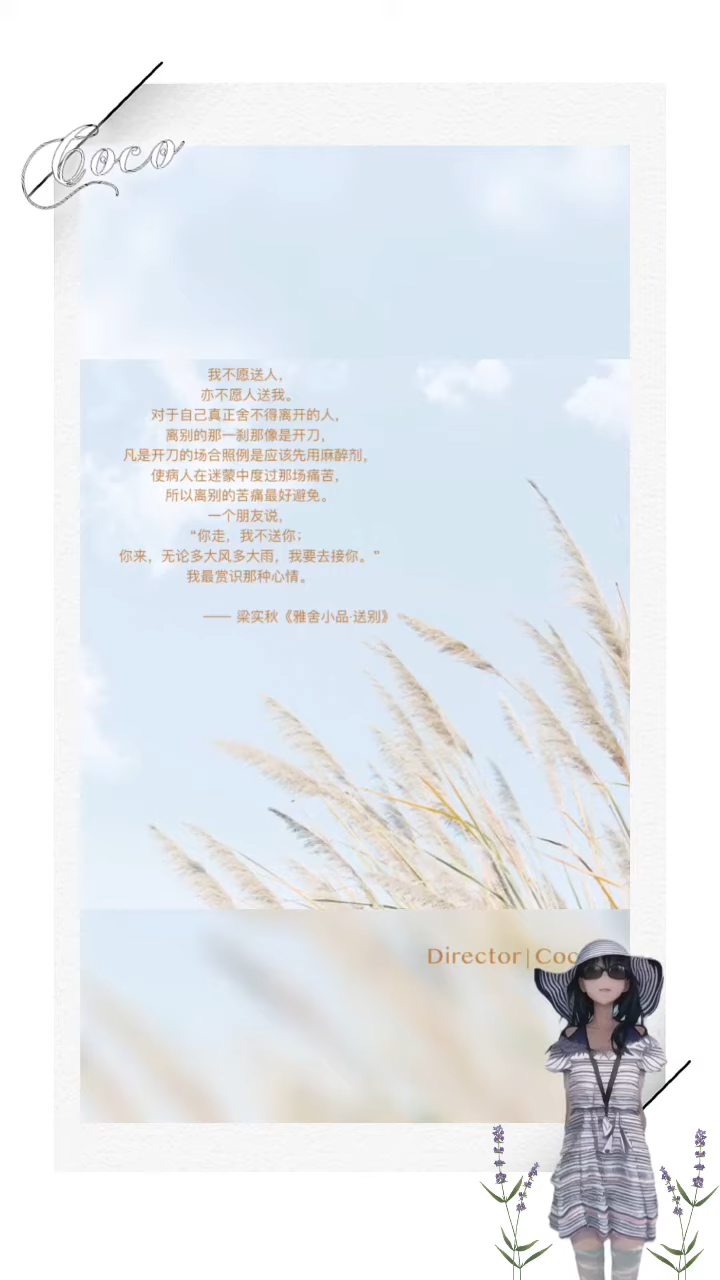 Coco
我不愿送人，
亦不愿人送我。
对于自己真正舍不得离开的人，
离别的那一刹那像是开刀，
凡是开刀的场合照例是应该先用麻醉剂，
使病人在迷蒙中度过那场痛苦，
所以离别的苦痛最好避免。
一个朋友说，
“你走，我不送你；
你来，无论多大风多大雨，我要去接你。”
我最赏识那种心情。
—— 梁实秋《雅舍小品·送别》
Director|Coc